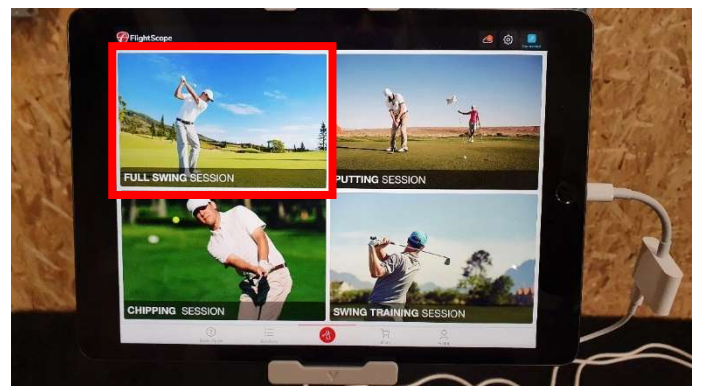 FlightScope
FULL SWING SESSION
PUTTING SESSION
CHIPPING SESSION
SWING TRAINING SESSION